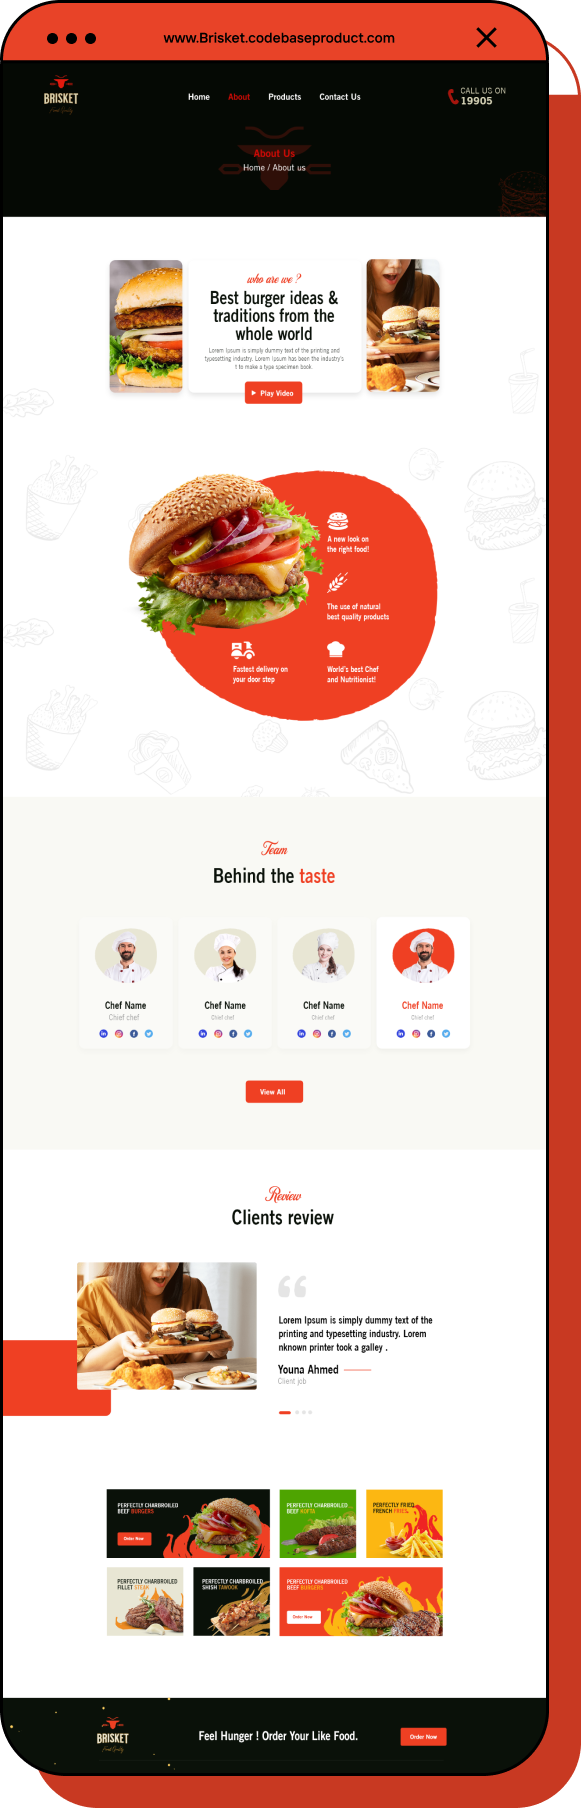 www.Brisket.codebaseproduct.com
BRISKET
Food Quality
Home About Products Contact Us
CALL US ON
19905
About Us
Home / About us
who are we ?
Best burger ideas &
traditions from the
whole world
Lorem Ipsum is simply dummy text of the printing and
typesetting industry. Lorem Ipsum has been the industry's
t to make a type specimen book.
Play Video
A new look on
the right food!
The use of natural
best quality products
Fastest delivery on
your door step
World's best Chef
and Nutritionist!
Team
Behind the taste
Chef Name Chef Name Chef Name Chef Name
Chief chef Chief chef Chief chef Chief chef
View All
Review
Clients review
Lorem Ipsum is simply dummy text of the
printing and typesetting industry. Lorem
nknown printer took a galley .
Youna Ahmed
Client job
PERFECTLY CHARBROILED
BEEF BURGERS
Order Now
PERFECTLY CHARBROILED
BEEF KOFTA
PERFECTLY FRIED
FRENCH FRIES
PERFECTLY CHARBROILED
FILLET STEAK
PERFECTLY CHARBROILED
SHISH TAWOOK
PERFECTLY CHARBROILED
BEEF BURGERS
Order Now
BRISKET
Food Quality
Feel Hunger ! Order Your Like Food.
Order Now